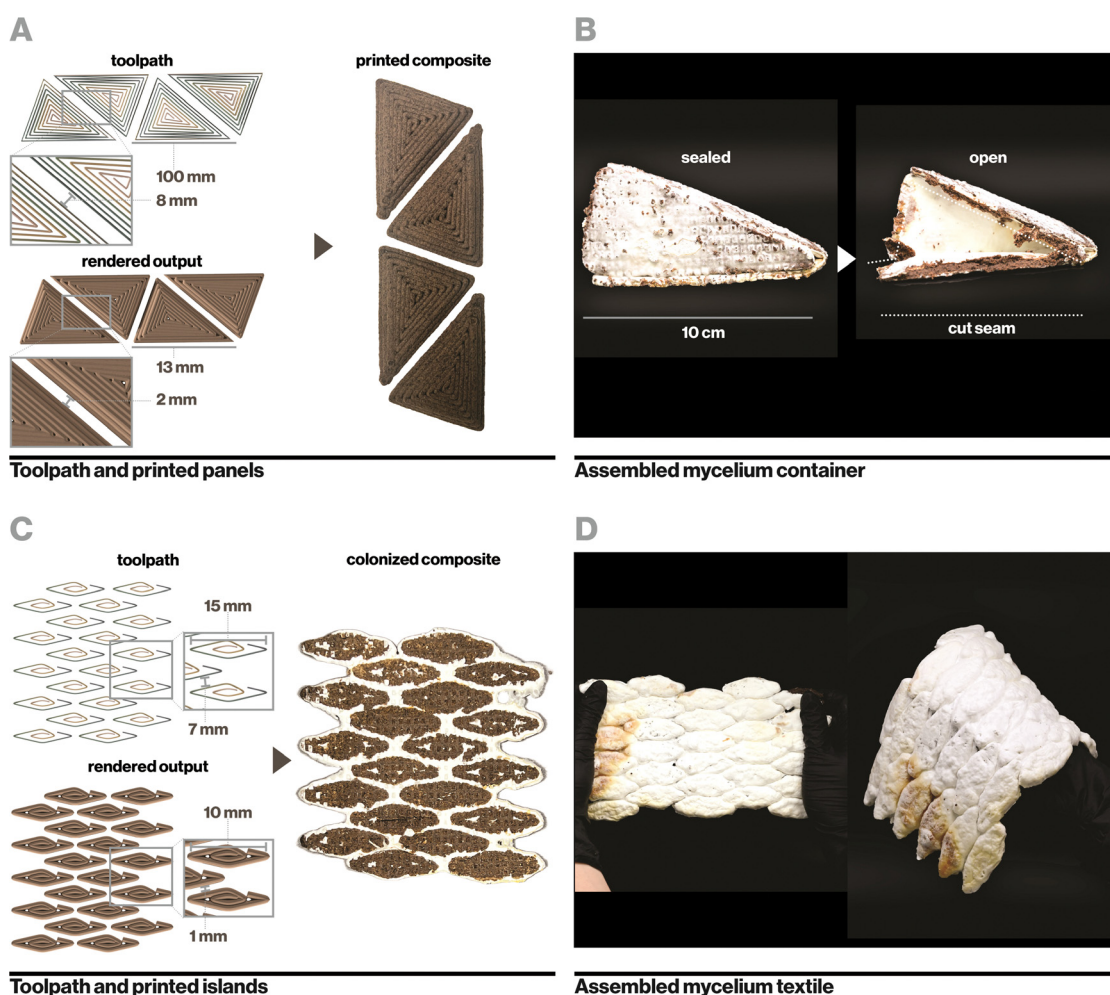 A
toolpath
printed composite
100 mm
8 mm
rendered output
13 mm
2 mm
Toolpath and printed panels
B
sealed
open
10 cm
cut seam
Assembled mycelium container
C
toolpath
colonized composite
15 mm
7 mm
rendered output
10 mm
1 mm
Toolpath and printed islands
D
Assembled mycelium textile